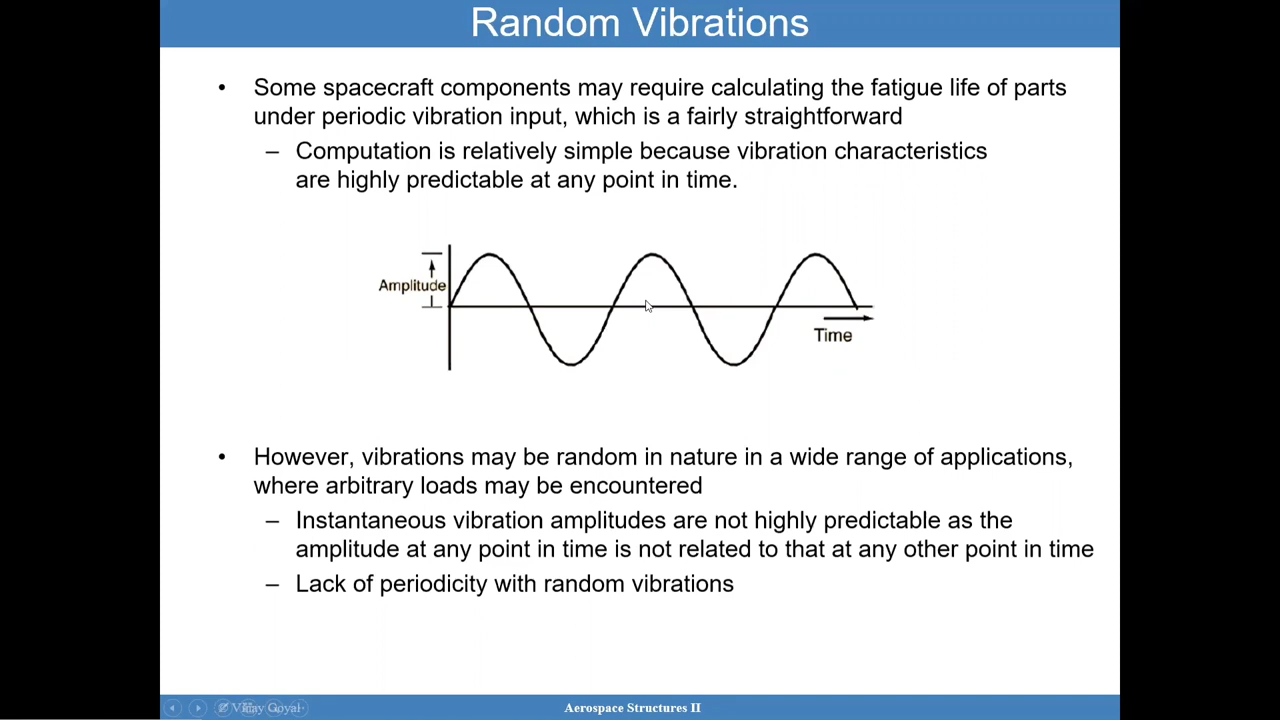 Random Vibrations
• Some spacecraft components may require calculating the fatigue life of parts
under periodic vibration input, which is a fairly straightforward
– Computation is relatively simple because vibration characteristics
are highly predictable at any point in time.
Amplitude
Time
• However, vibrations may be random in nature in a wide range of applications,
where arbitrary loads may be encountered
– Instantaneous vibration amplitudes are not highly predictable as the
amplitude at any point in time is not related to that at any other point in time
– Lack of periodicity with random vibrations
Vinay Goyal
Aerospace Structures II